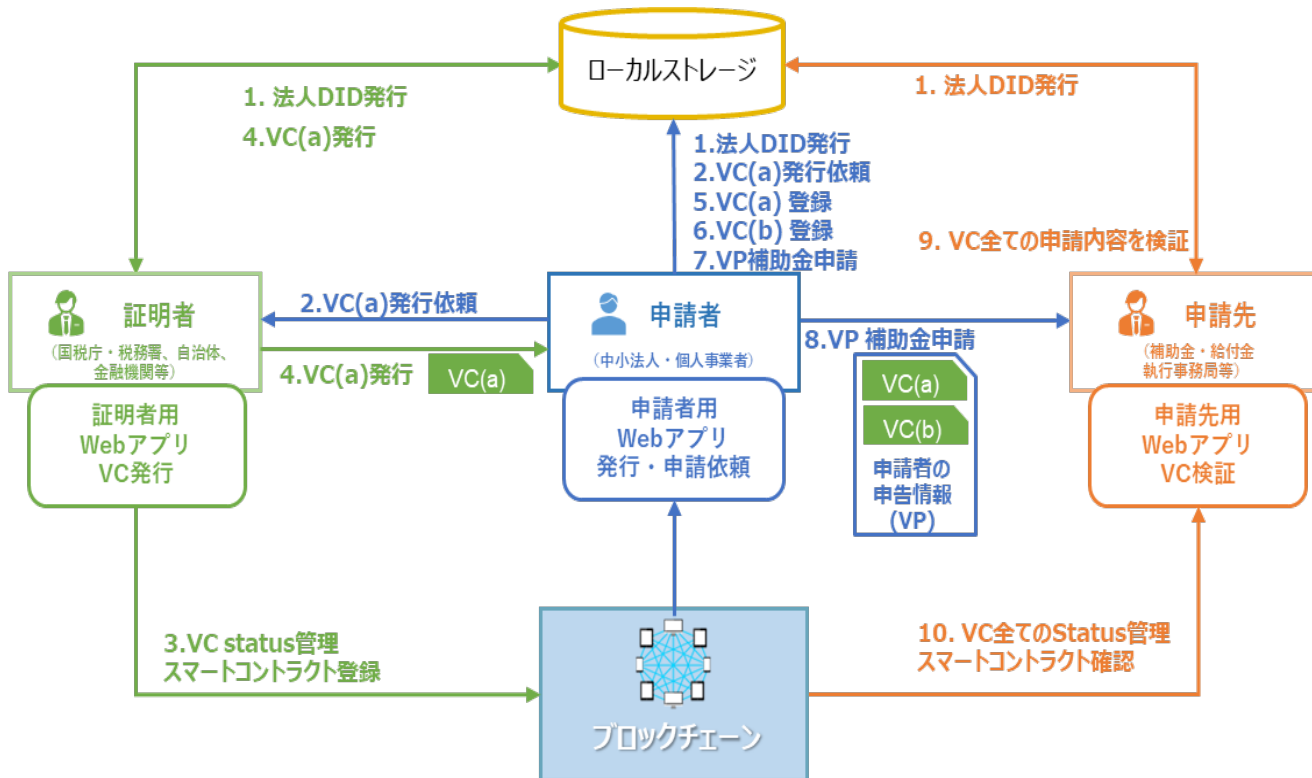 ローカルストレージ
1. 法人DID発行
4.VC(a)発行
1.法人DID発行
2.VC(a)発行依頼
5.VC(a) 登録
6.VC(b) 登録
7.VP補助金申請
1. 法人DID発行
9. VC全ての申請内容を検証
証明者
(国税庁・税務署、自治体、
金融機関等)
証明者用
Webアプリ
VC発行
2.VC(a)発行依頼
4.VC(a)発行
VC(a)
申請者
(中小法人・個人事業者)
申請者用
Webアプリ
発行・申請依頼
8.VP 補助金申請
VC(a)
VC(b)
申請者の
申告情報
(VP)
申請先
(補助金・給付金
執行事務局等)
申請先用
Webアプリ
VC検証
3.VC status管理
スマートコントラクト登録
ブロックチェーン
10. VC全てのStatus管理
スマートコントラクト確認